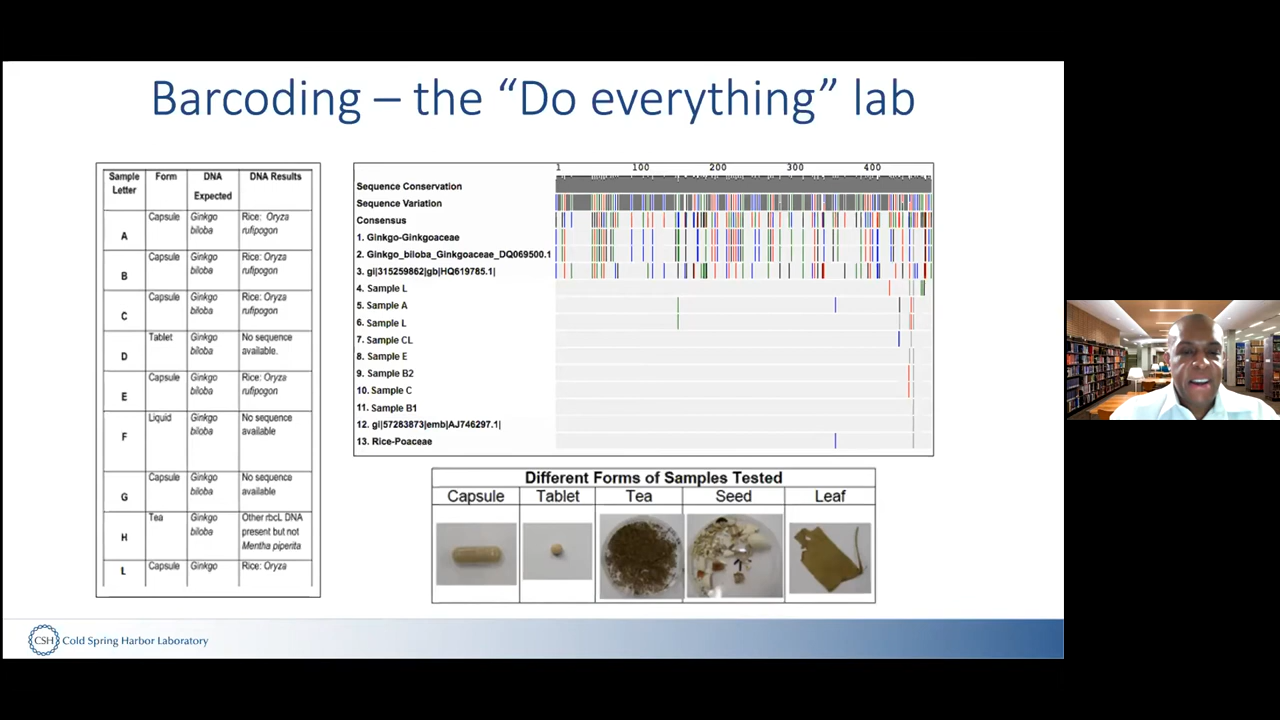 Barcoding – the “Do everything” lab
Sample Letter Form DNA Expected DNA Results
A Capsule Ginkgo biloba Rice: Oryza rufipogon
B Capsule Ginkgo biloba Rice: Oryza rufipogon
C Capsule Ginkgo biloba Rice: Oryza rufipogon
D Tablet Ginkgo biloba No sequence available.
E Capsule Ginkgo biloba Rice: Oryza rufipogon
F Liquid Ginkgo biloba No sequence available
G Capsule Ginkgo biloba No sequence available
H Tea Ginkgo biloba Other rbcL DNA present but not Mentha piperita
L Capsule Ginkgo Rice: Oryza
1 100 200 300 400
Sequence Conservation
Sequence Variation
Consensus
1. Ginkgo-Ginkgoaceae
2. Ginkgo_biloba_Ginkgoaceae_DQ069500.1
3. gi|315259862|gb|HQ619785.1|
4. Sample L
5. Sample A
6. Sample L
7. Sample CL
8. Sample E
9. Sample B2
10. Sample C
11. Sample B1
12. gi|57283873|emb|AJ746297.1|
13. Rice-Poaceae
Different Forms of Samples Tested
Capsule Tablet Tea Seed Leaf
CSH Cold Spring Harbor Laboratory